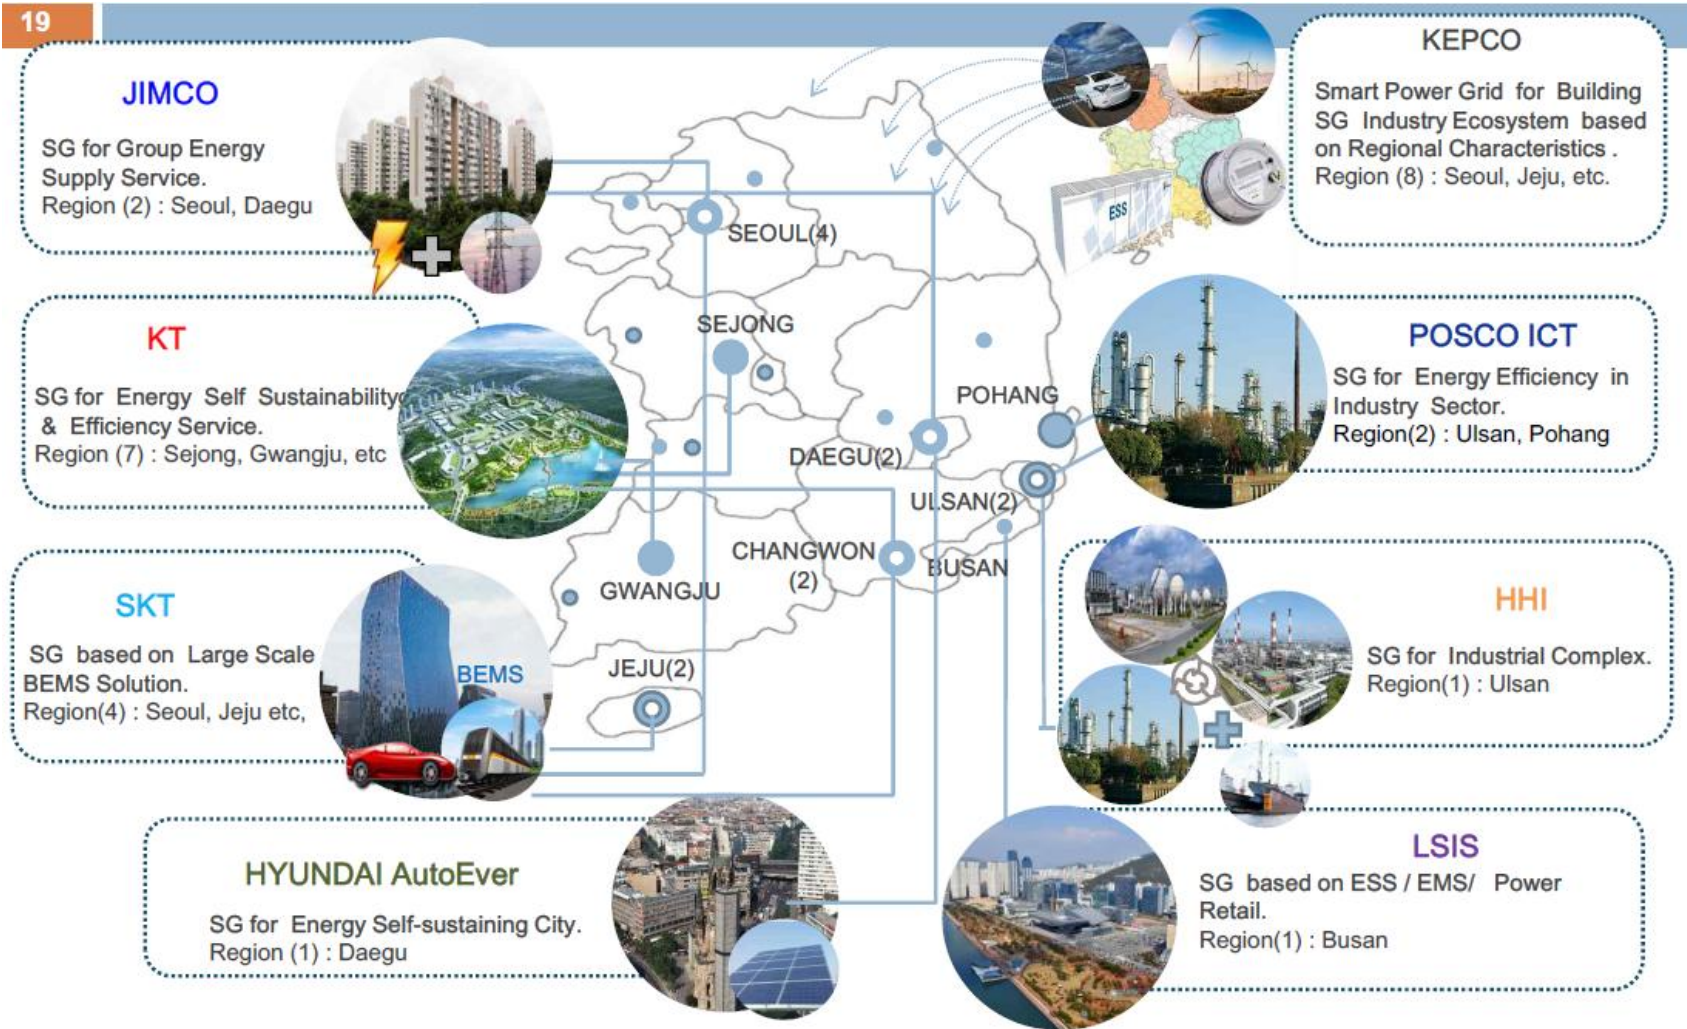 19
JIMCO
SG for Group Energy
Supply Service.
Region (2) : Seoul, Daegu
KT
SG for Energy Self Sustainability
& Efficiency Service.
Region (7) : Sejong, Gwangju, etc
SKT
SG based on Large Scale
BEMS Solution.
Region(4) : Seoul, Jeju etc,
BEMS
HYUNDAI AutoEver
SG for Energy Self-sustaining City.
Region (1) : Daegu
SEOUL(4)
SEJONG
POHANG
DAEGU(2)
ULSAN(2)
CHANGWON
(2)
BUSAN
GWANGJU
JEJU(2)
ESS
KEPCO
Smart Power Grid for Building
SG Industry Ecosystem based
on Regional Characteristics .
Region (8) : Seoul, Jeju, etc.
POSCO ICT
SG for Energy Efficiency in
Industry Sector.
Region(2) : Ulsan, Pohang
HHI
SG for Industrial Complex.
Region(1) : Ulsan
LSIS
SG based on ESS / EMS/ Power
Retail.
Region(1) : Busan